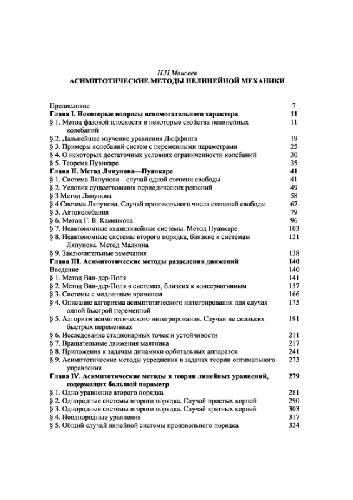 Н.Н.Моисеев
АСИМПТОТИЧЕСКИЕ МЕТОДЫ НЕЛИНЕЙНОЙ МЕХАНИКИ
Предисловие 7
Глава I. Некоторые вопросы вспомогательного характера 11
§ 1. Метод фазовой плоскости и некоторые свойства нелинейных 11
колебаний
§ 2. Дальнейшее изучение уравнения Дюффинга 19
§ 3. Примеры колебаний систем с переменными параметрами 25
§ 4. О некоторых достаточных условиях ограниченности колебаний 30
§ 5. Теорема Пуанкаре 35
Глава II. Метод Ляпунова—Пуанкаре 41
§ 1. Система Ляпунова—случай одной степени свободы 41
§ 2. Условия существования периодических решений 49
§ 3 Метод Ляпунова 58
§ 4 Система Ляпунова. Случай произвольного числа степеней свободы 67
§ 5. Автоколебания 79
§ 6. Метод Г. В. Каменкова 96
§ 7. Неавтономные квазилинейные системы. Метод Пуанкаре 103
§ 8. Неавтономные системы второго порядка, близкие к системам 121
Ляпунова. Метод Малкина
§ 9. Заключительные замечания 138
Глава III. Асимптотические методы разделения движений 140
Введение 140
§ 1. Метод Ван-дер-Поля 141
§ 2. Метод Ван-дер-Поля в системах, близких к консервативным 157
§ 3. Системы с медленным временем 166
§ 4. Описание алгоритма асимптотического интегрирования для случая 175
одной быстрой переменной
§ 5. Алгоритм асимптотического интегрирования. Случаи нескольких 191
быстрых переменных
§ 6. Исследование стационарных точек и устойчивости 211
§ 7. Вращательные движения маятника 217
§ 8. Приложения к задачам динамики орбитальных аппаратов 241
§ 9. Асимптотические методы усреднения в задачах теории оптимального 273
управления
Глава IV. Асимптотические методы в теории линейных уравнений, 279
содержащих большой параметр
§ 1. Одно уравнение второго порядка 281
§ 2. Однородные системы второго порядка. Случай простых корней 290
§ 3. Однородные системы второго порядка. Случай кратных корней 303
§ 4. Неоднородные уравнения 317
§ 5. Общий случай линейной системы произвольного порядка 324